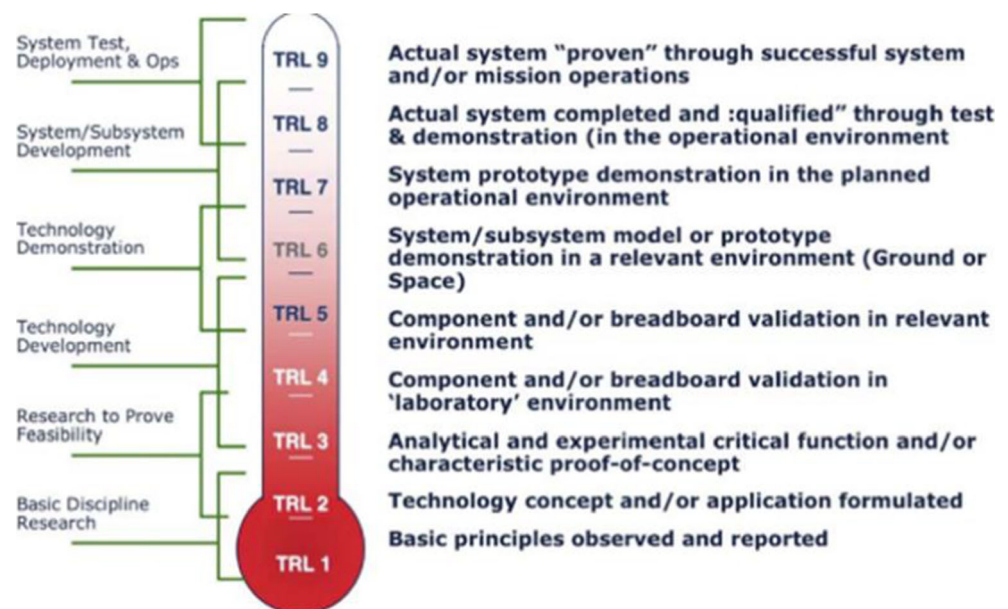 System Test,
Deployment & Ops
System/Subsystem
Development
Technology
Demonstration
Technology
Development
Research to Prove
Feasibility
Basic Discipline
Research
TRL 9
TRL 8
TRL 7
TRL 6
TRL 5
TRL 4
TRL 3
TRL 2
TRL 1
Actual system “proven” through successful system
and/or mission operations
Actual system completed and :qualified” through test
& demonstration (in the operational environment
System prototype demonstration in the planned
operational environment
System/subsystem model or prototype
demonstration in a relevant environment (Ground or
Space)
Component and/or breadboard validation in relevant
environment
Component and/or breadboard validation in
‘laboratory’ environment
Analytical and experimental critical function and/or
characteristic proof-of-concept
Technology concept and/or application formulated
Basic principles observed and reported